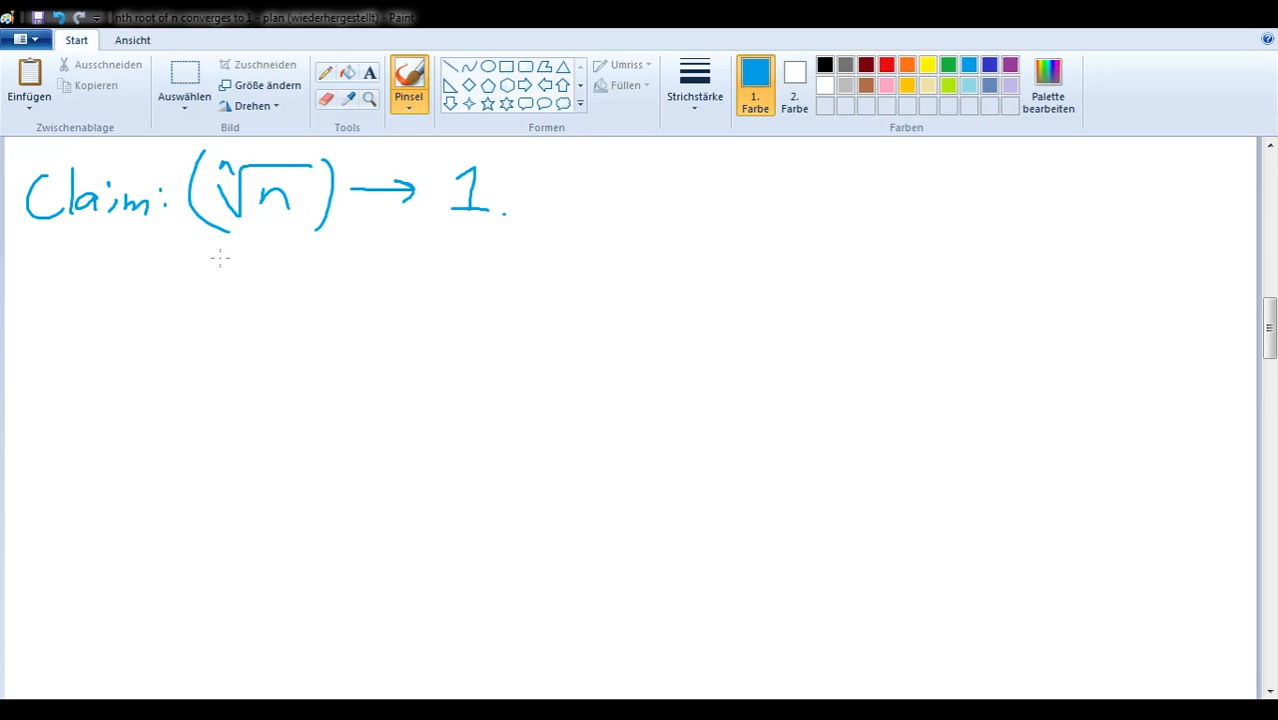 nth root of n converges to 1 - plan (wiederhergestellt) - Paint
Start Ansicht
Einfügen
Ausschneiden
Kopieren
Zwischenablage
Auswählen
Zuschneiden
Größe ändern
Drehen
Bild
A
Tools
Pinsel
Umriss
Füllen
Formen
Strichstärke
1. Farbe
2. Farbe
Palette bearbeiten
Farben
Claim: (ⁿ√n) → 1.